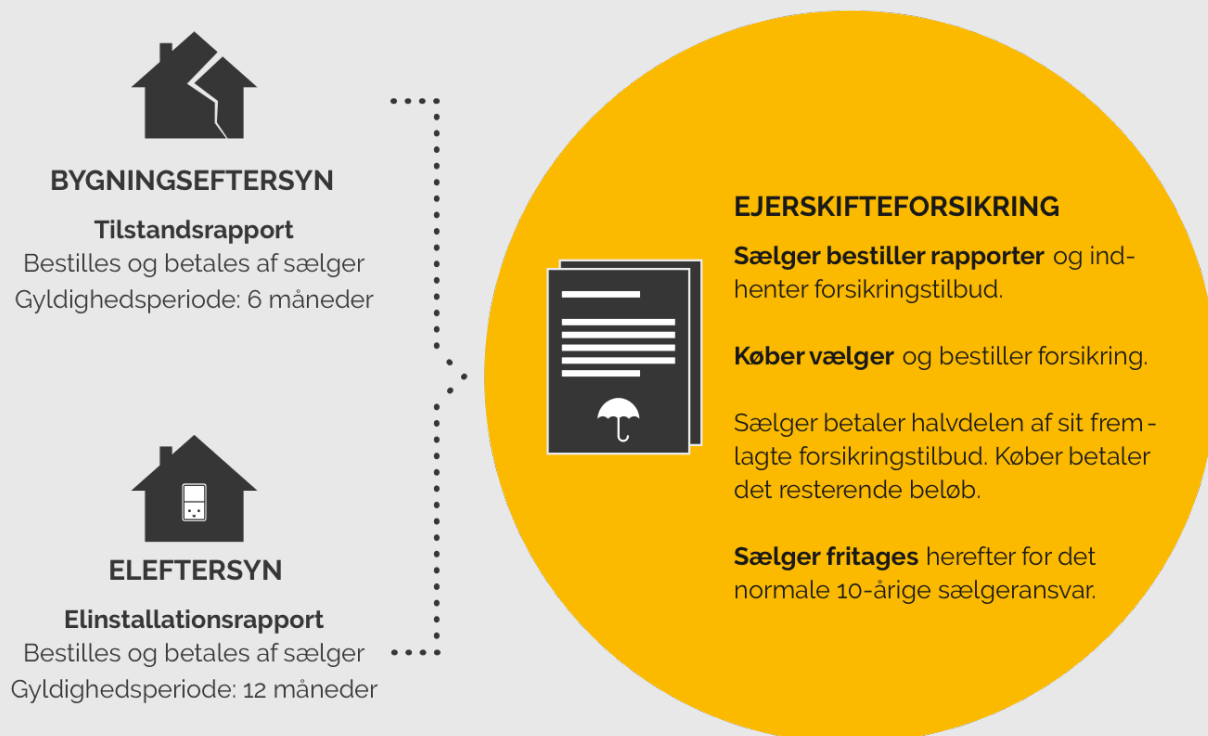 BYGNINGSEFTERSYN
Tilstandsrapport
Bestilles og betales af sælger
Gyldighedsperiode: 6 måneder
ELEFTERSYN
Elinstallationsrapport
Bestilles og betales af sælger
Gyldighedsperiode: 12 måneder
EJERSKIFTEFORSIKRING
Sælger bestiller rapporter og ind-
henter forsikringstilbud.
Køber vælger og bestiller forsikring.
Sælger betaler halvdelen af sit frem-
lagte forsikringstilbud. Køber betaler
det resterende beløb.
Sælger fritages herefter for det
normale 10-årige sælgeransvar.